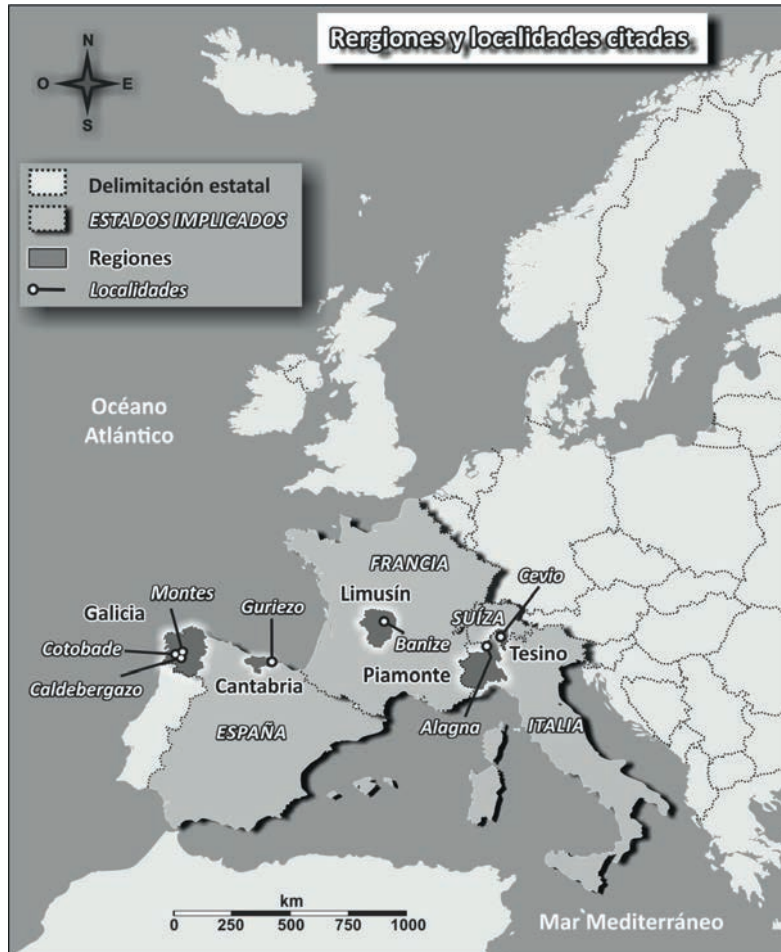 Rergiones y localidades citadas
N
O
E
S
Delimitación estatal
ESTADOS IMPLICADOS
Regiones
Localidades
Océano
Atlántico
FRANCIA
Cevio
Montes
Limusín
Galicia
Guriezo
SUÍZA
Cotobade
Banize
Tesino
Caldebergazo
Cantabria
Piamonte
Alagna
ITALIA
ESPAÑA
km
0 250 500 750 1000
Mar Mediterráneo